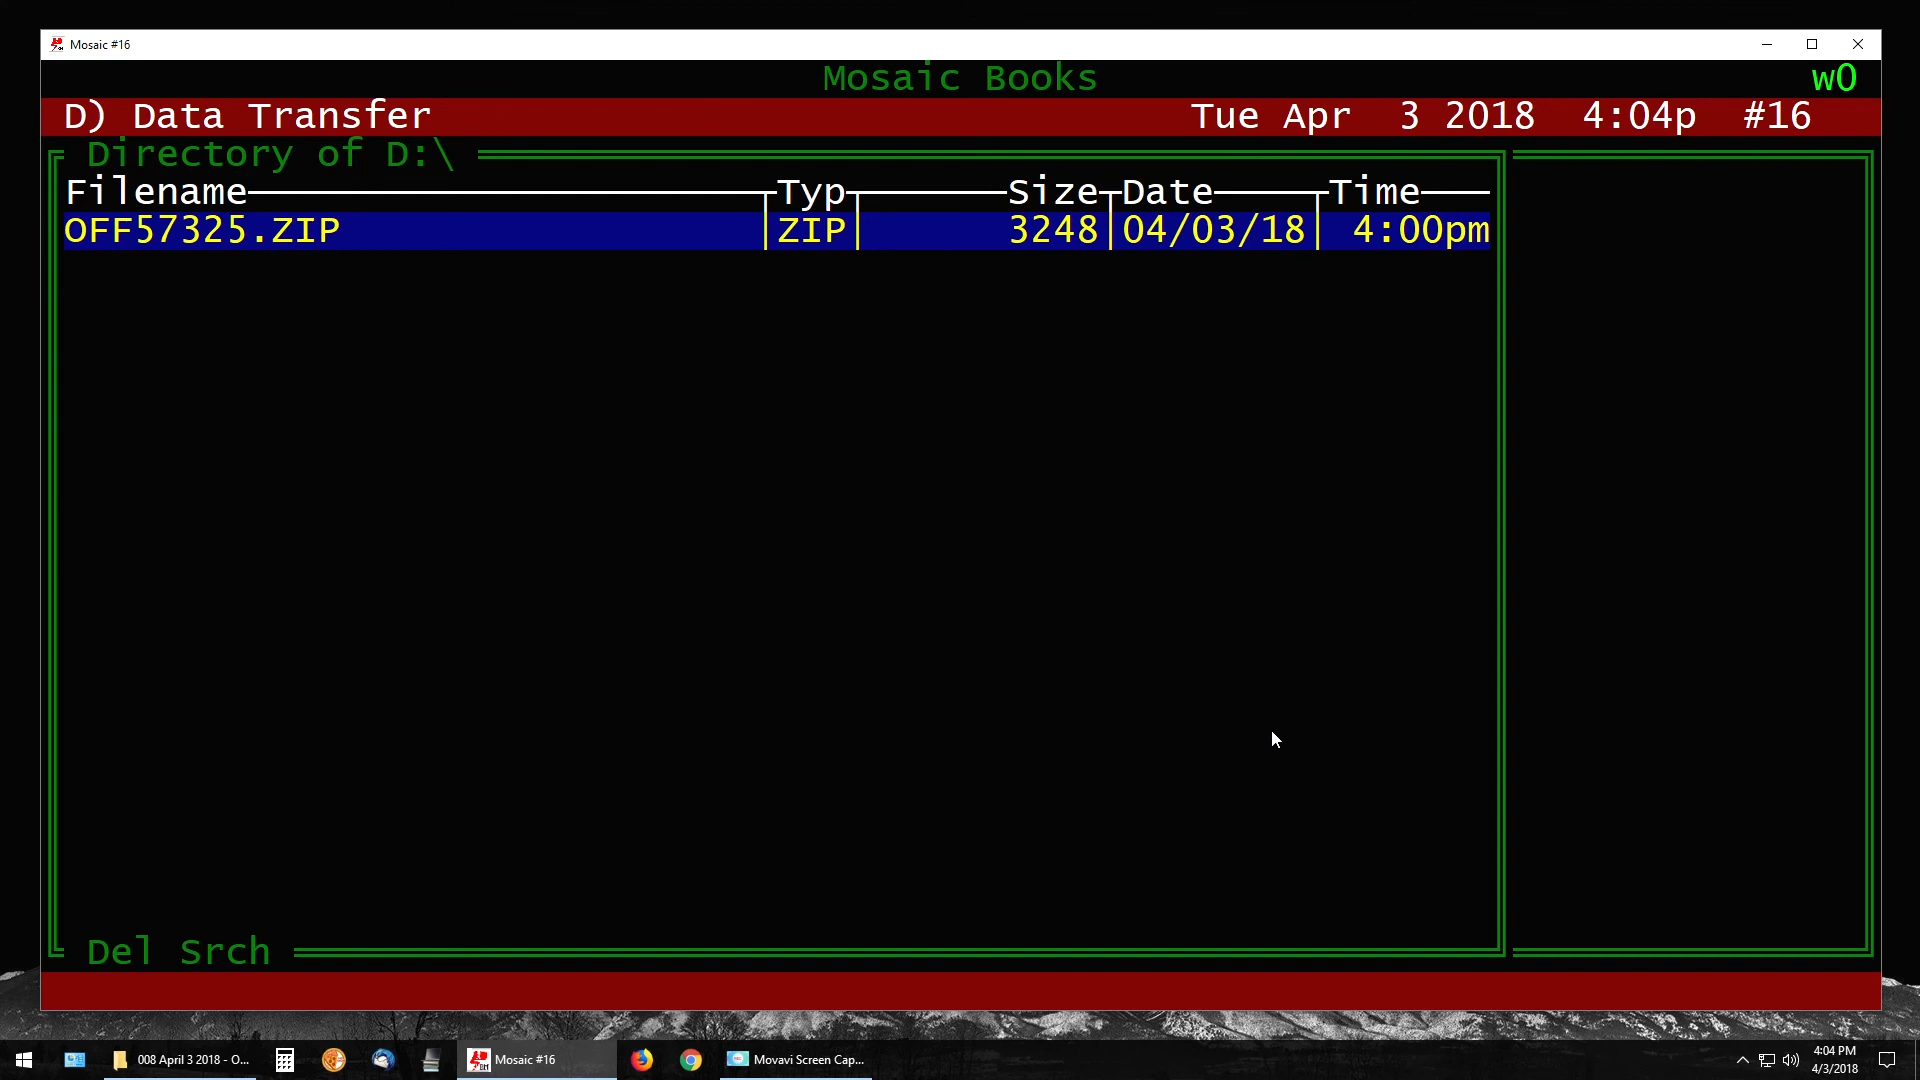 Mosaic #16
Mosaic Books
w0
D) Data Transfer Tue Apr 3 2018 4:04p #16
Directory of D:\
Filename Typ Size Date Time
OFF57325.ZIP ZIP 3248 04/03/18 4:00pm
Del Srch
008 April 3 2018 - O...
Mosaic #16
Movavi Screen Cap...
4:04 PM
4/3/2018